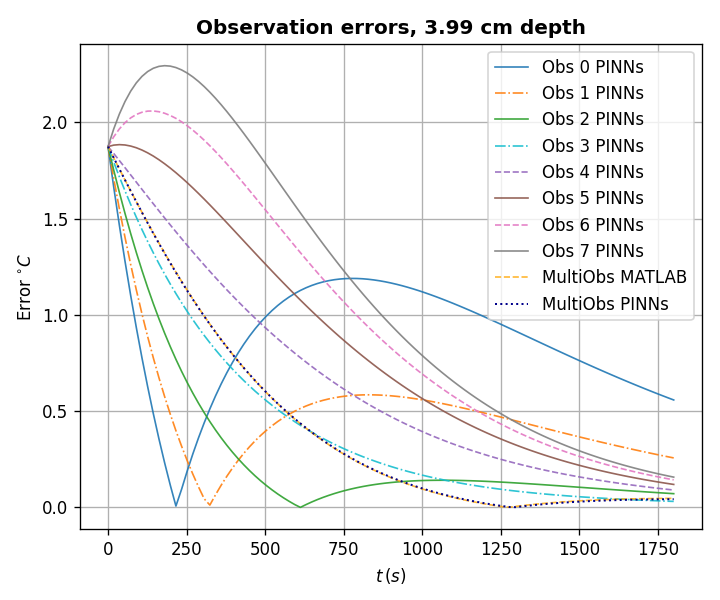 Observation errors, 3.99 cm depth
Error °C
2.0
1.5
1.0
0.5
0.0
0
250
500
750
1000
1250
1500
1750
t (s)
Obs 0 PINNs
Obs 1 PINNs
Obs 2 PINNs
Obs 3 PINNs
Obs 4 PINNs
Obs 5 PINNs
Obs 6 PINNs
Obs 7 PINNs
MultiObs MATLAB
MultiObs PINNs